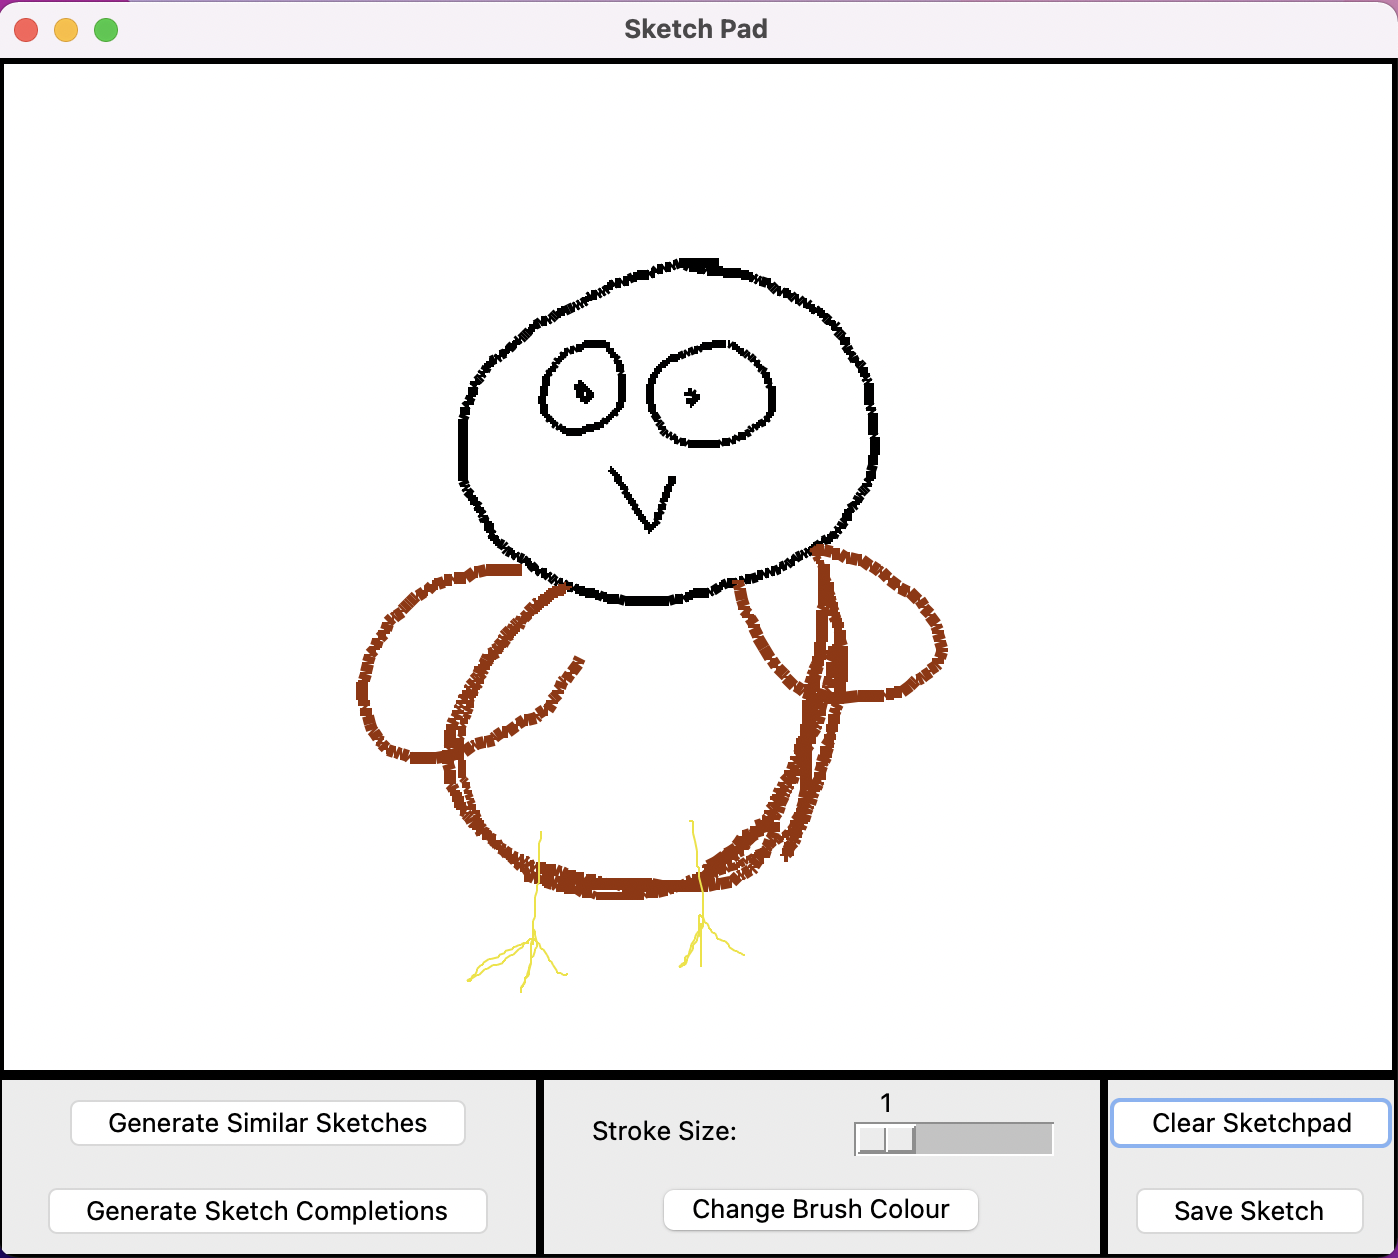 Sketch Pad
Generate Similar Sketches
Generate Sketch Completions
1
Stroke Size:
Change Brush Colour
Clear Sketchpad
Save Sketch